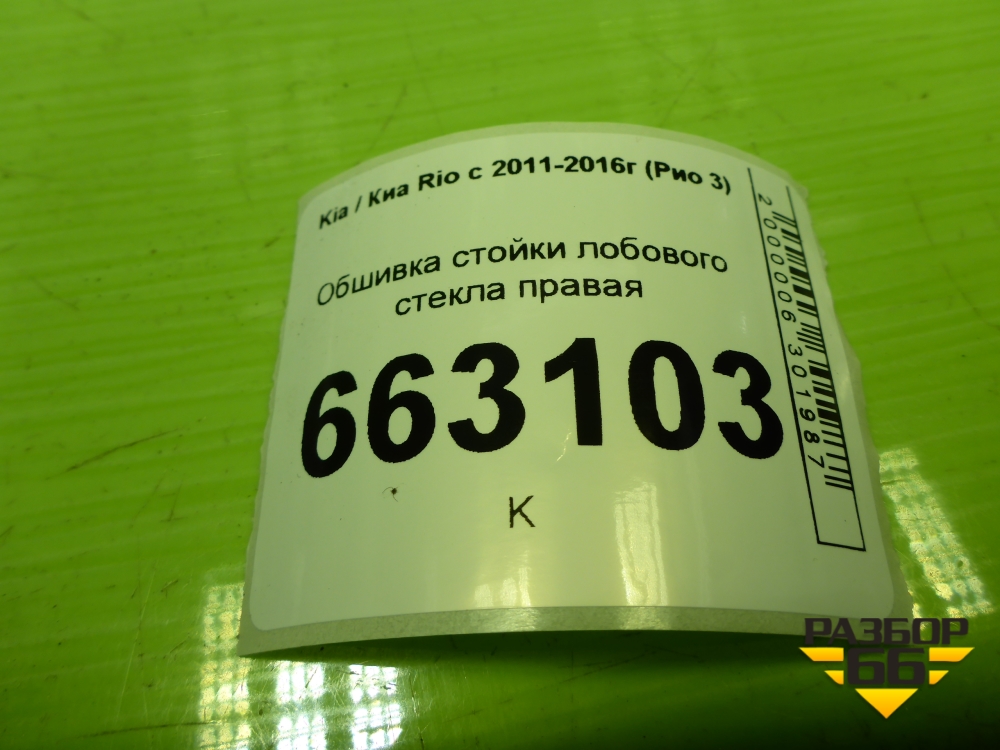 Kia / Киа Rio с 2011-2016г (Рио 3)
Обшивка стойки лобового
стекла правая
663103
К
2000006301987
РАЗБОР
66